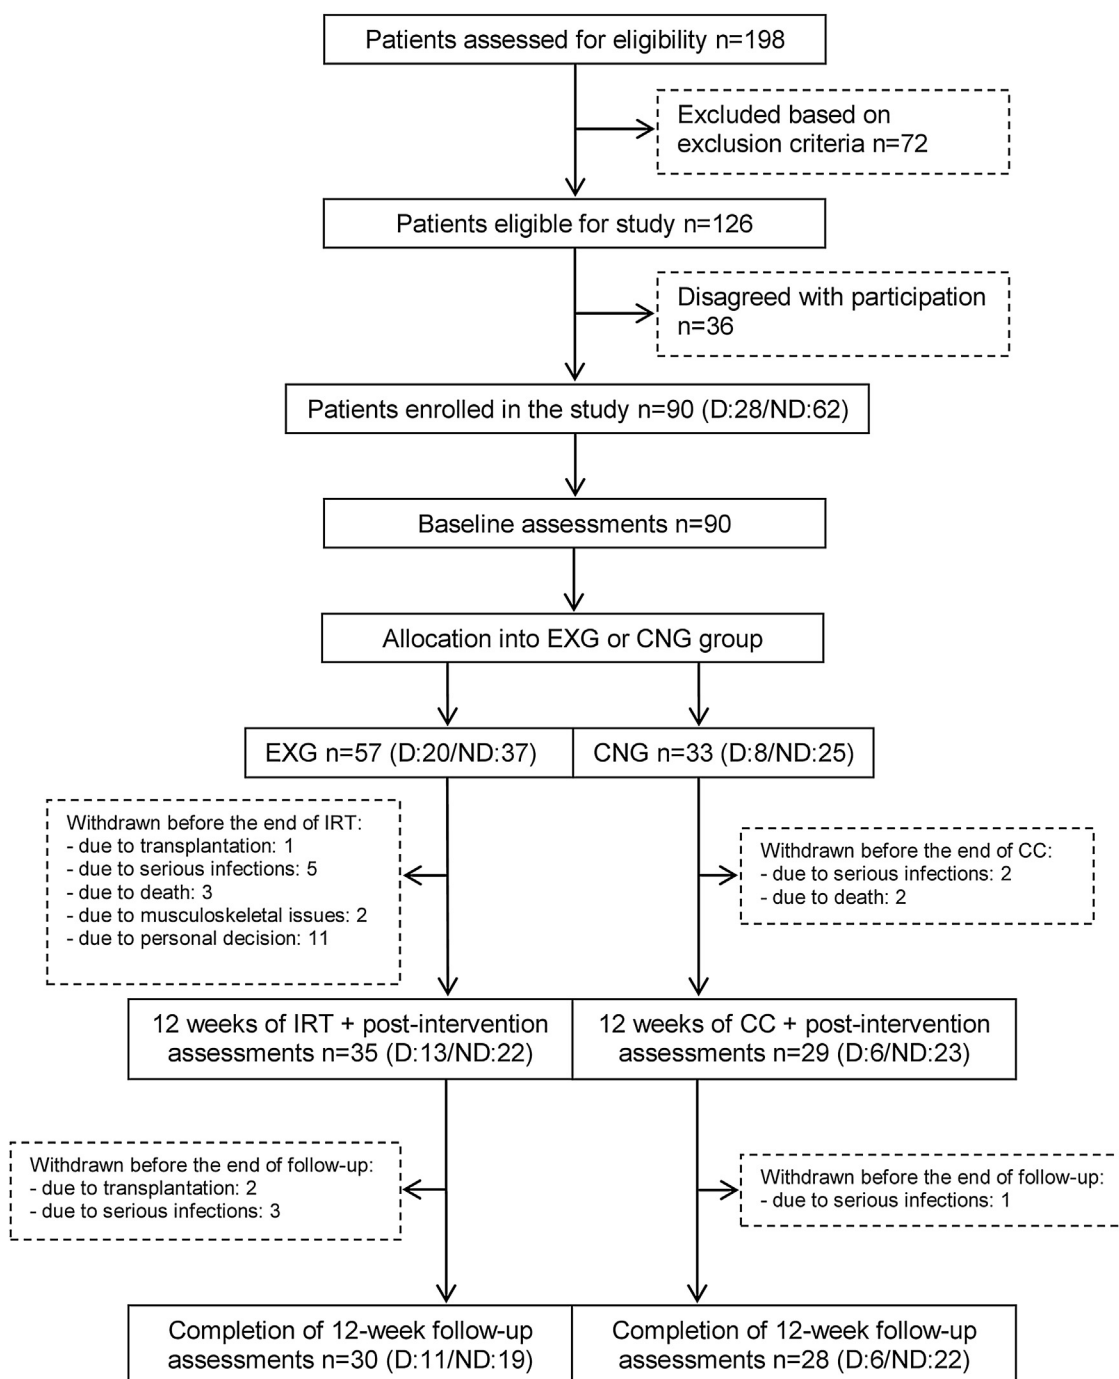 Patients assessed for eligibility n=198
Excluded based on
exclusion criteria n=72
Patients eligible for study n=126
Disagreed with participation
n=36
Patients enrolled in the study n=90 (D:28/ND:62)
Baseline assessments n=90
Allocation into EXG or CNG group
EXG n=57 (D:20/ND:37)
CNG n=33 (D:8/ND:25)
Withdrawn before the end of IRT:
- due to transplantation: 1
- due to serious infections: 5
- due to death: 3
- due to musculoskeletal issues: 2
- due to personal decision: 11
Withdrawn before the end of CC:
- due to serious infections: 2
- due to death: 2
12 weeks of IRT + post-intervention
assessments n=35 (D:13/ND:22)
12 weeks of CC + post-intervention
assessments n=29 (D:6/ND:23)
Withdrawn before the end of follow-up:
- due to transplantation: 2
- due to serious infections: 3
Withdrawn before the end of follow-up:
- due to serious infections: 1
Completion of 12-week follow-up
assessments n=30 (D:11/ND:19)
Completion of 12-week follow-up
assessments n=28 (D:6/ND:22)